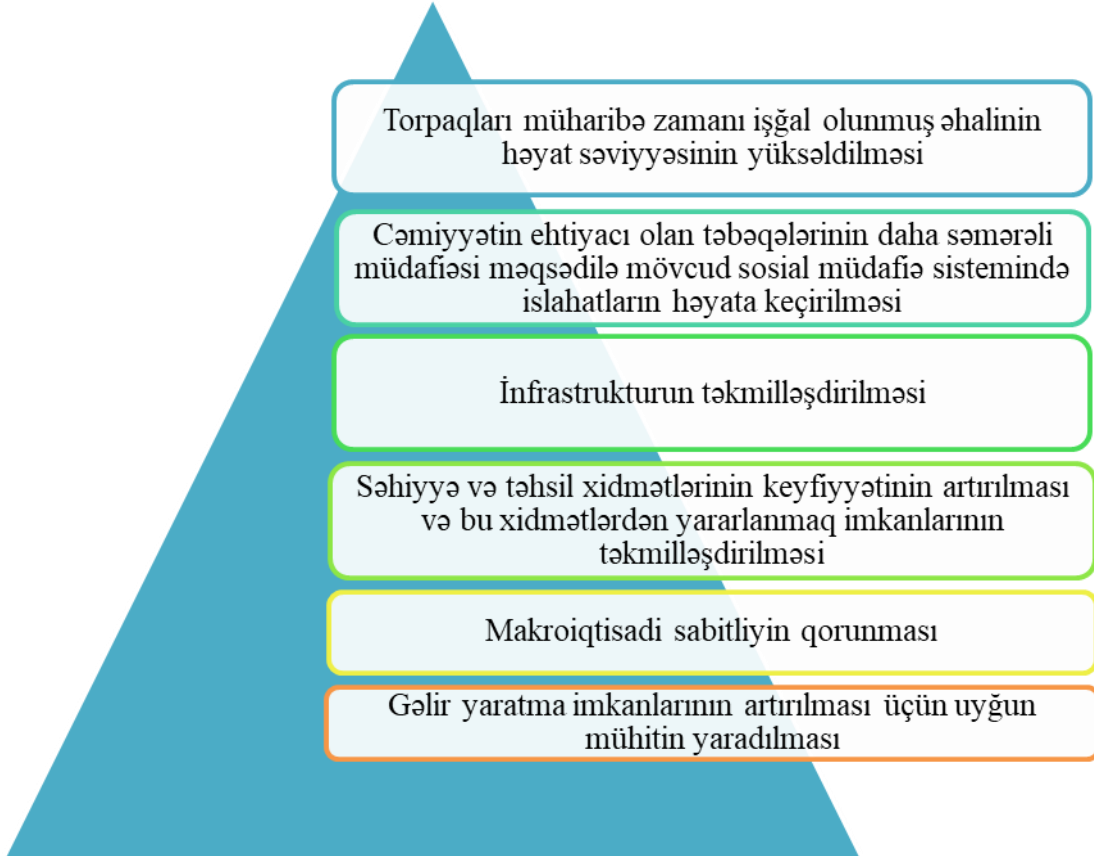 Torpaqları müharibə zamanı işğal olunmuş əhalinin
həyat səviyyəsinin yüksəldilməsi
Cəmiyyətin ehtiyacı olan təbəqələrinin daha səmərəli
müdafiəsi məqsədilə mövcud sosial müdafiə sistemində
islahatların həyata keçirilməsi
İnfrastrukturun təkmilləşdirilməsi
Səhiyyə və təhsil xidmətlərinin keyfiyyətinin artırılması
və bu xidmətlərdən yararlanmaq imkanlarının
təkmilləşdirilməsi
Makroiqtisadi sabitliyin qorunması
Gəlir yaratma imkanlarının artırılması üçün uyğun
mühitin yaradılması